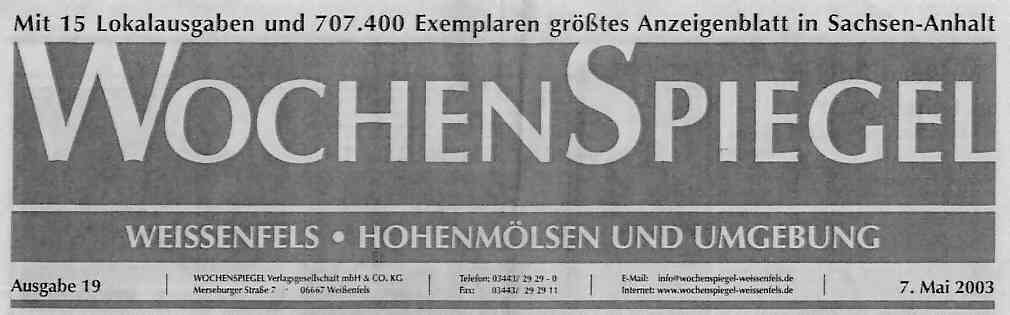 Mit 15 Lokalausgaben und 707.400 Exemplaren größtes Anzeigenblatt in Sachsen-Anhalt
WOCHENSPIEGEL
WEISSENFELS • HOHENMÖLSEN UND UMGEBUNG
Ausgabe 19 | WOCHENSPIEGEL Verlagsgesellschaft mbH & CO. KG | Telefon: 03443/ 29 29 - 0 | E-Mail: info@wochenspiegel-weissenfels.de | 7. Mai 2003
Merseburger Straße 7 · 06667 Weißenfels | Fax: 03443/ 29 29 11 | Internet: www.wochenspiegel-weissenfels.de